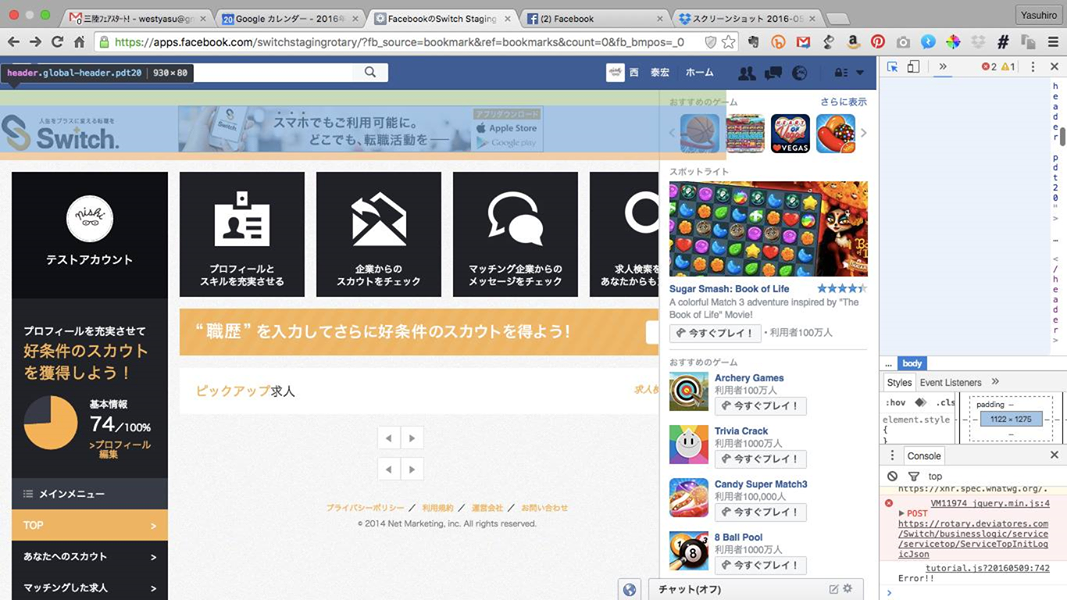 三陸フェアスタート! - westyasu@gm
20 Google カレンダー - 2016年
FacebookのSwitch Staging
(2) Facebook
スクリーンショット 2016-05
Yasuhiro
https://apps.facebook.com/switchstagingrotary/?fb_source=bookmark&ref=bookmarks&count=0&fb_bmpos=_0
header.global-header.pdt20 | 930×80
西 泰宏 ホーム
2 1
人生をプラスに変える転職を
Switch.
スマホでもご利用可能に。
どこでも、転職活動を
アプリダウンロード
Apple Store
Google play
おすすめのゲーム さらに表示
HEART OF VEGAS
スポットライト
nishi
テストアカウント
プロフィールと
スキルを充実させる
企業からの
スカウトをチェック
マッチング企業からの
メッセージをチェック
求人検索を
あなたからも
Sugar Smash: Book of Life
A colorful Match 3 adventure inspired by "The
Book of Life" Movie!
今すぐプレイ! · 利用者100万人
“職歴” を入力してさらに好条件のスカウトを得よう!
プロフィールを充実させて
好条件のスカウト
を獲得しよう!
基本情報
74/100%
>プロフィール
編集
ピックアップ求人
求人検
おすすめのゲーム
Archery Games
利用者100万人
今すぐプレイ!
Trivia Crack
利用者1000万人
今すぐプレイ!
Candy Super Match3
利用者100,000人
今すぐプレイ!
8 Ball Pool
利用者1000万人
今すぐプレイ!
メインメニュー
TOP >
あなたへのスカウト >
マッチングした求人 >
プライバシーポリシー / 利用規約 / 運営会社 / お問い合わせ
© 2014 Net Marketing, inc. All rights reserved.
チャット(オフ)
header pdt20">
…
</header>
... body
Styles Event Listeners »
:hov .cls
element.style
{
}
padding –
1122 × 1275
Console
top
https://xhr.spec.whatwg.org/.
VM11974 jquery.min.js:4
POST
https://rotary.deviatores.com
/Switch/businesslogic/service
/servicetop/ServiceTopInitLog
icJson
tutorial.js?20160509:742
Error!!